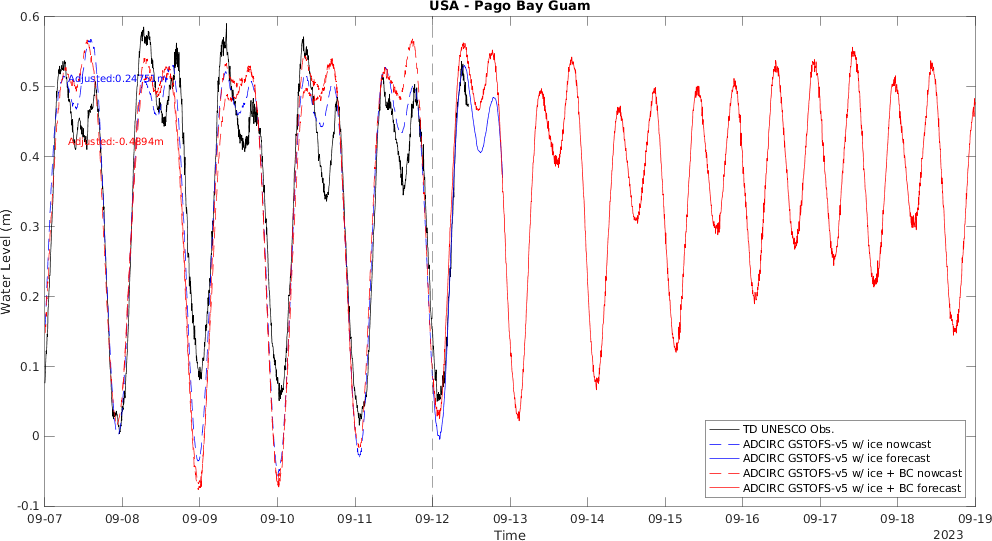 USA - Pago Bay Guam
0.6
0.5
0.4
0.3
0.2
0.1
0
-0.1
Water Level (m)
Adjusted:0.24751m
Adjusted:-0.4894m
TD UNESCO Obs.
ADCIRC GSTOFS-v5 w/ ice nowcast
ADCIRC GSTOFS-v5 w/ ice forecast
ADCIRC GSTOFS-v5 w/ ice + BC nowcast
ADCIRC GSTOFS-v5 w/ ice + BC forecast
09-07 09-08 09-09 09-10 09-11 09-12 09-13 09-14 09-15 09-16 09-17 09-18 09-19
Time
2023